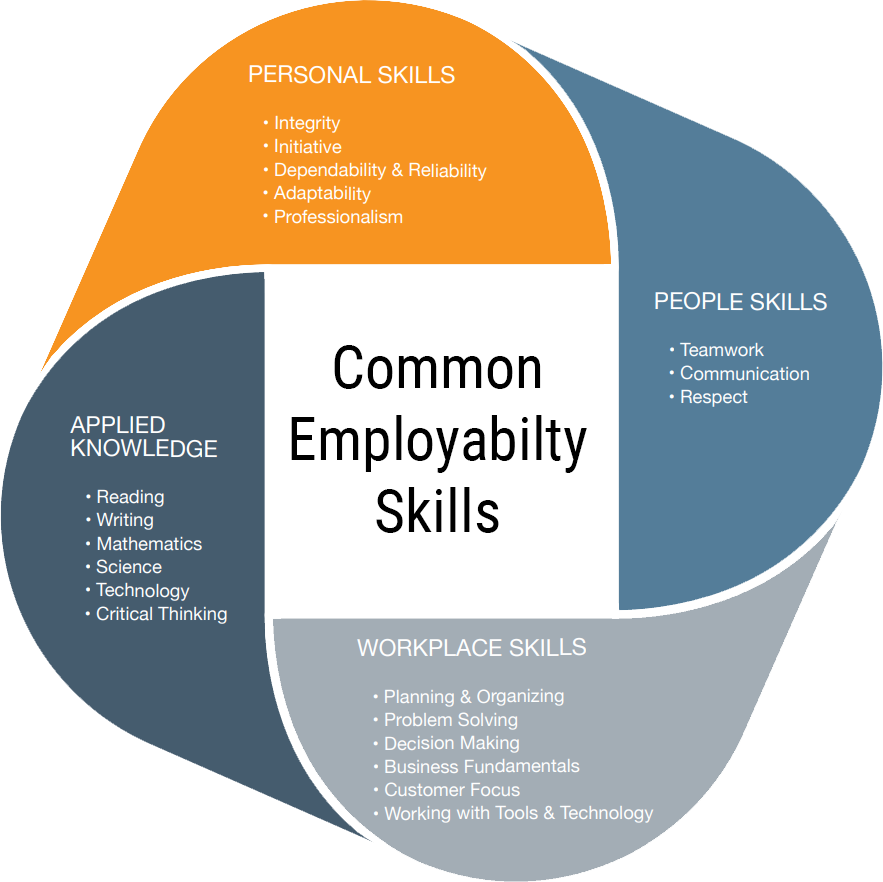 PERSONAL SKILLS
• Integrity
• Initiative
• Dependability & Reliability
• Adaptability
• Professionalism
PEOPLE SKILLS
• Teamwork
• Communication
• Respect
Common
Employabilty
Skills
APPLIED
KNOWLEDGE
• Reading
• Writing
• Mathematics
• Science
• Technology
• Critical Thinking
WORKPLACE SKILLS
• Planning & Organizing
• Problem Solving
• Decision Making
• Business Fundamentals
• Customer Focus
• Working with Tools & Technology